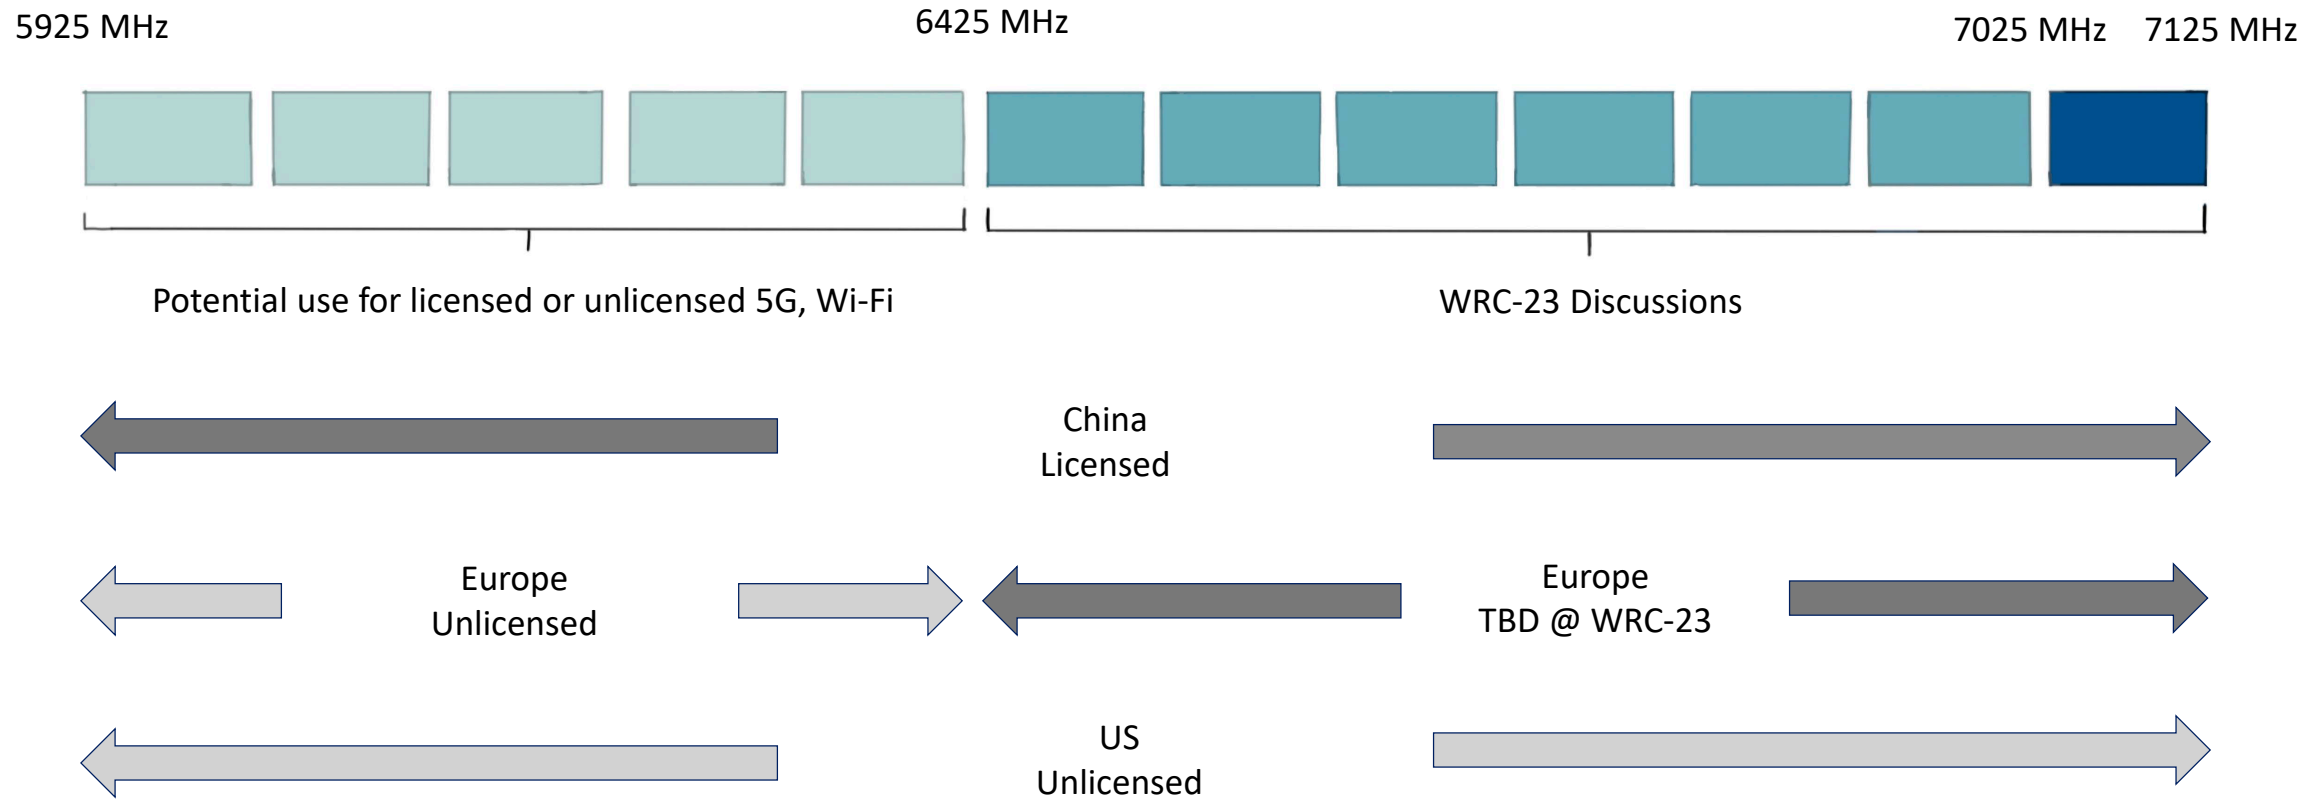 5925 MHz
6425 MHz
7025 MHz
7125 MHz
Potential use for licensed or unlicensed 5G, Wi-Fi
WRC-23 Discussions
China
Licensed
Europe
Unlicensed
Europe
TBD @ WRC-23
US
Unlicensed